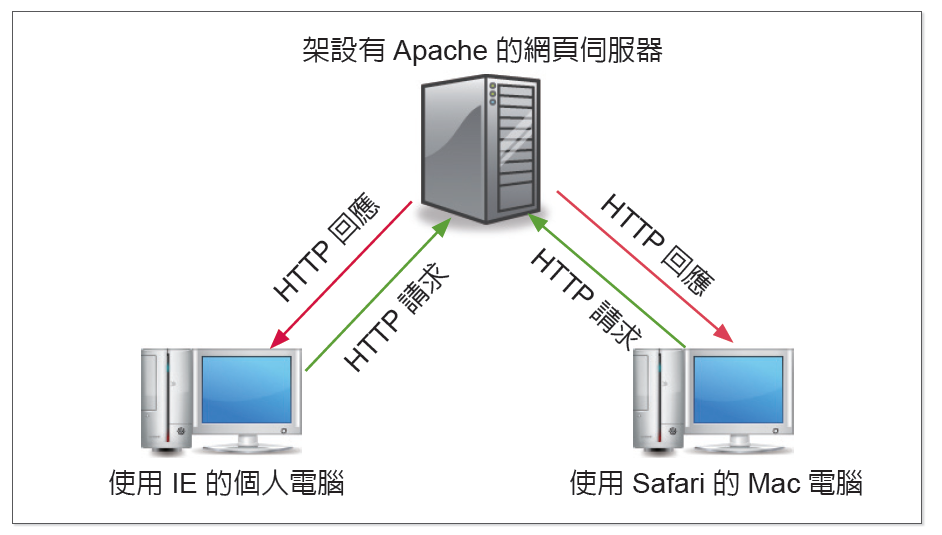 架設有 Apache 的網頁伺服器
HTTP 回應
HTTP 請求
HTTP 回應
HTTP 請求
使用 IE 的個人電腦
使用 Safari 的 Mac 電腦